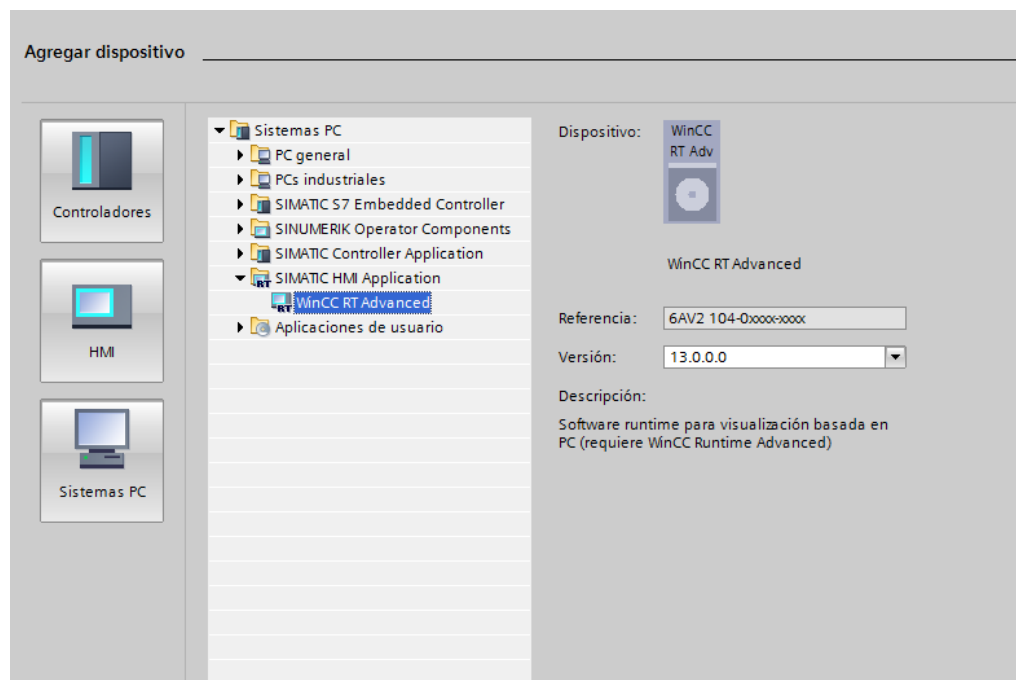 Agregar dispositivo
Controladores
HMI
Sistemas PC
Sistemas PC
PC general
PCs industriales
SIMATIC S7 Embedded Controller
SINUMERIK Operator Components
SIMATIC Controller Application
SIMATIC HMI Application
WinCC RT Advanced
Aplicaciones de usuario
Dispositivo:
WinCC
RT Adv
WinCC RT Advanced
Referencia: 6AV2 104-0xxxx-xxxx
Versión: 13.0.0.0
Descripción:
Software runtime para visualización basada en
PC (requiere WinCC Runtime Advanced)